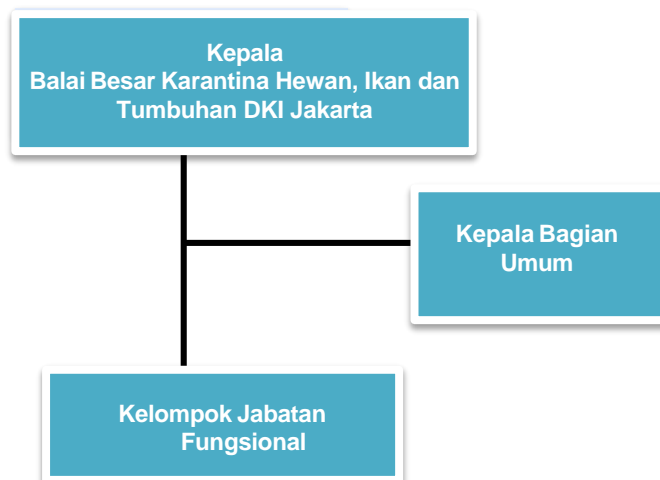 Kepala
Balai Besar Karantina Hewan, Ikan dan
Tumbuhan DKI Jakarta
Kepala Bagian
Umum
Kelompok Jabatan
Fungsional